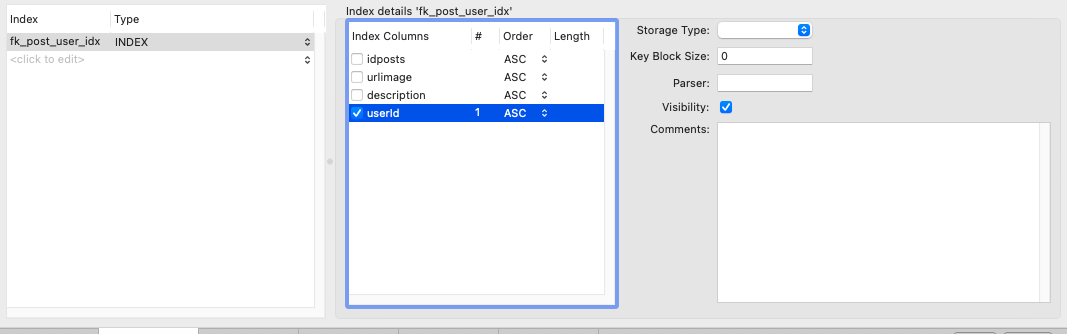 Index Type
fk_post_user_idx INDEX
<click to edit>
Index details 'fk_post_user_idx'
Index Columns # Order Length
idposts ASC
urlimage ASC
description ASC
userId 1 ASC
Storage Type:
Key Block Size: 0
Parser:
Visibility:
Comments: